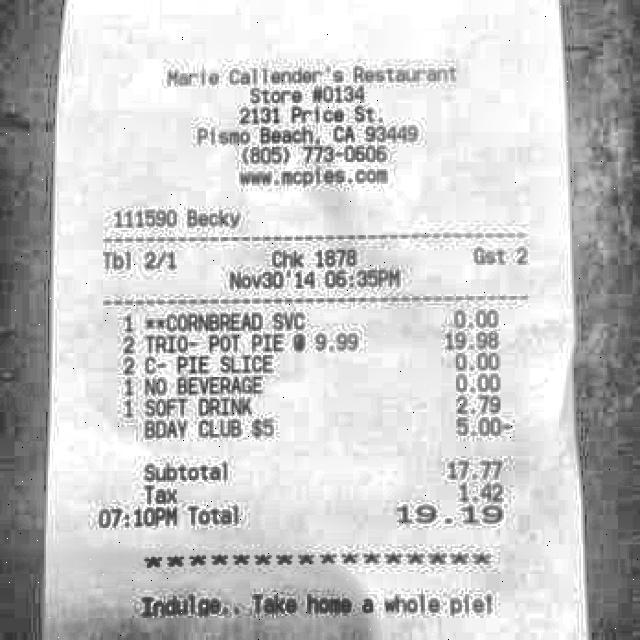 Marie Callender's Restaurant
Store #0134
2131 Price St.
Pismo Beach, CA 93449
(805) 773-0606
www.mcpies.com
111590 Becky
Tbl 2/1 Chk 1878 Gst 2
Nov30'14 06:35PM
1 **CORNBREAD SVC 0.00
2 TRIO- POT PIE @ 9.99 19.98
2 C- PIE SLICE 0.00
1 NO BEVERAGE 0.00
1 SOFT DRINK 2.79
BDAY CLUB $5 5.00-
Subtotal 17.77
Tax 1.42
07:10PM Total 19.19
****************
Indulge.. Take home a whole pie!